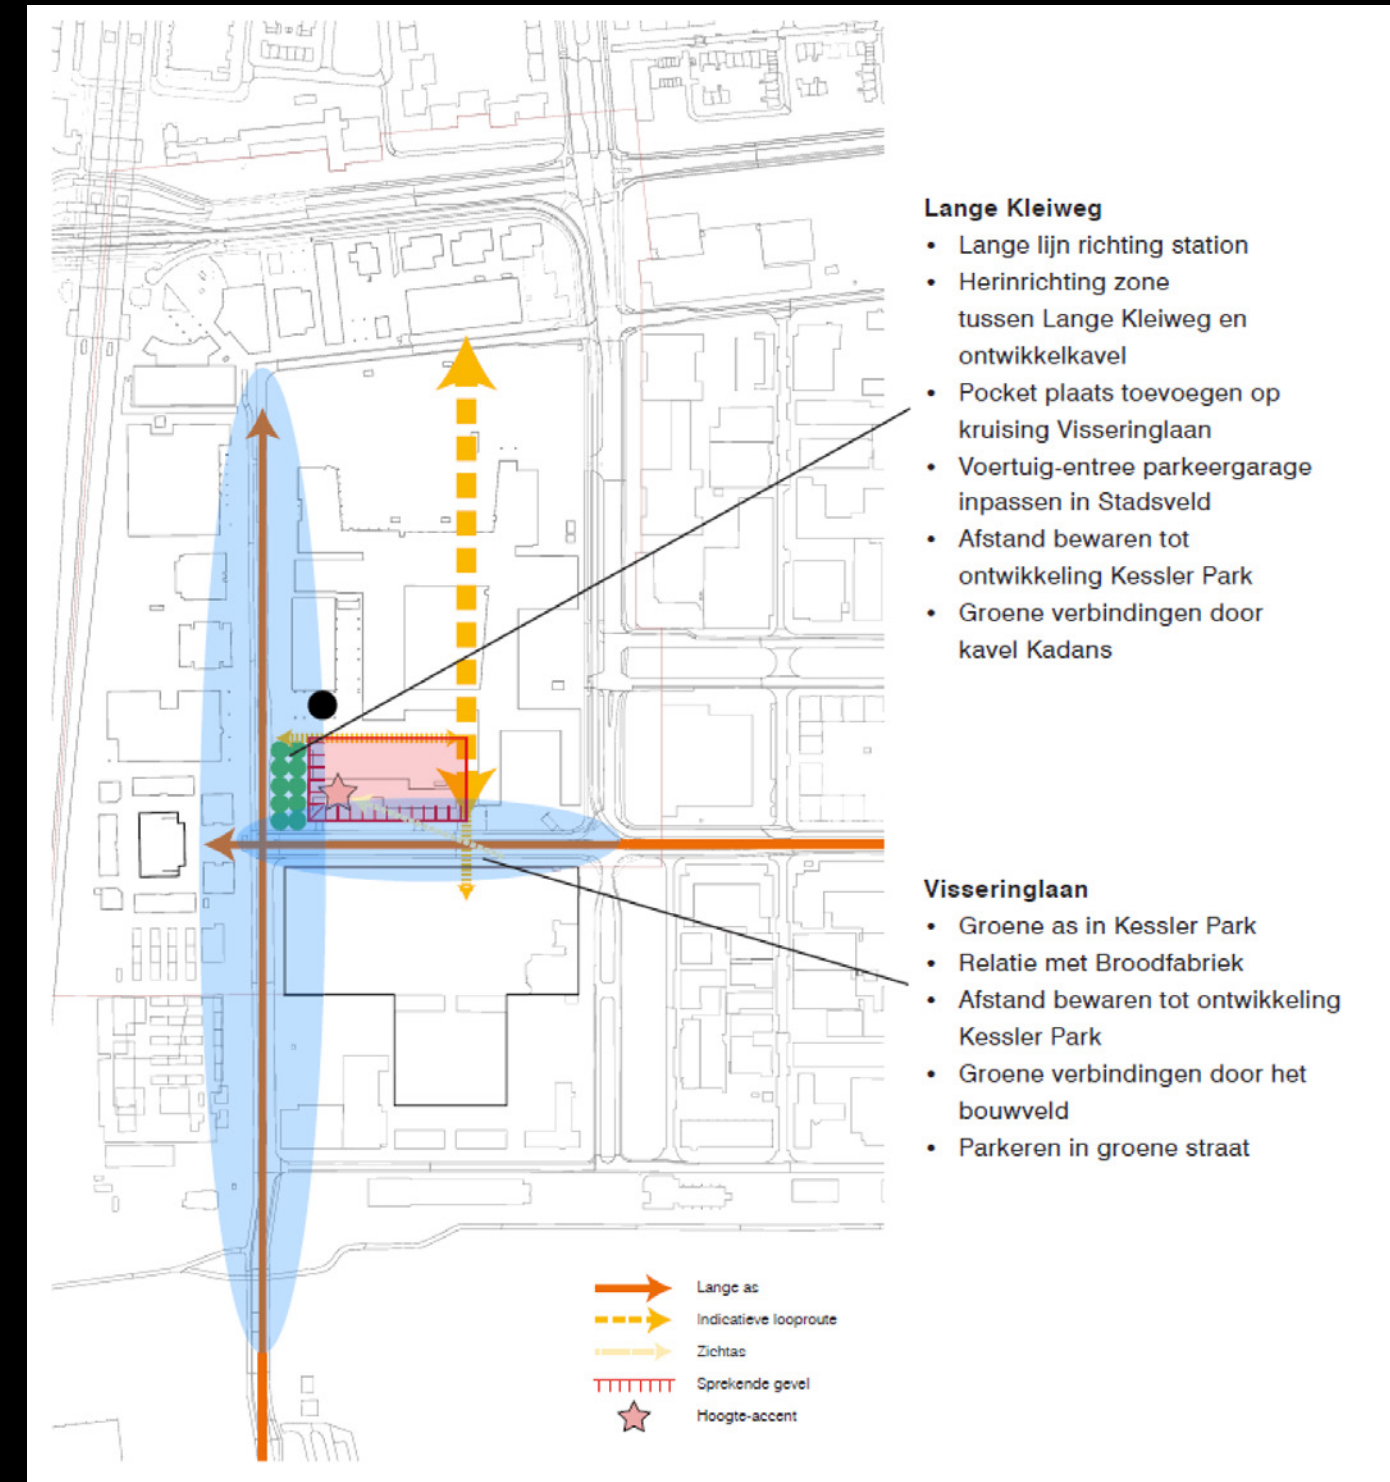 Lange Kleiweg
• Lange lijn richting station
• Herinrichting zone
tussen Lange Kleiweg en
ontwikkelkavel
• Pocket plaats toevoegen op
kruising Visseringlaan
• Voertuig-entree parkeergarage
inpassen in Stadsveld
• Afstand bewaren tot
ontwikkeling Kessler Park
• Groene verbindingen door
kavel Kadans
Visseringlaan
• Groene as in Kessler Park
• Relatie met Broodfabriek
• Afstand bewaren tot ontwikkeling
Kessler Park
• Groene verbindingen door het
bouwveld
• Parkeren in groene straat
Lange as
Indicatieve looproute
Zichtas
Sprekende gevel
Hoogte-accent